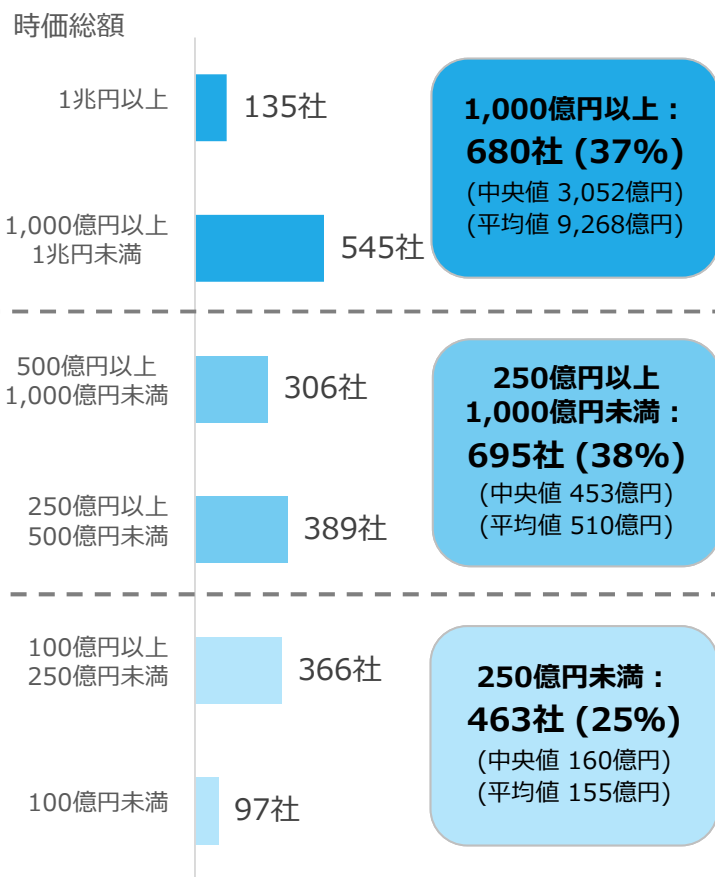 時価総額
1兆円以上
135社
1,000億円以上
1兆円未満
545社
1,000億円以上：
680社 (37%)
(中央値 3,052億円)
(平均値 9,268億円)
500億円以上
1,000億円未満
306社
250億円以上
500億円未満
389社
250億円以上
1,000億円未満：
695社 (38%)
(中央値 453億円)
(平均値 510億円)
100億円以上
250億円未満
366社
100億円未満
97社
250億円未満：
463社 (25%)
(中央値 160億円)
(平均値 155億円)